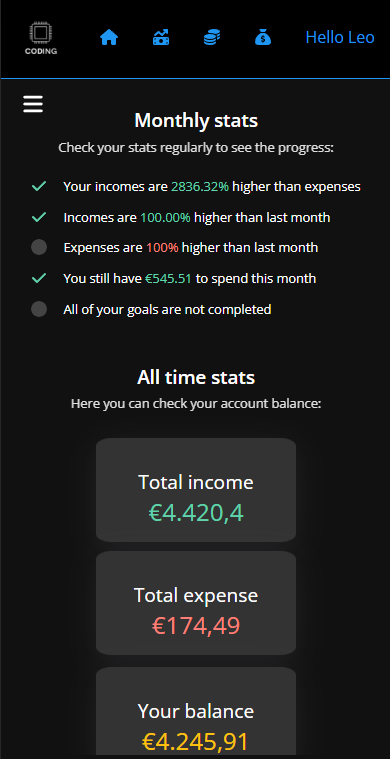 CODING
Hello Leo
Monthly stats
Check your stats regularly to see the progress:
Your incomes are 2836.32% higher than expenses
Incomes are 100.00% higher than last month
Expenses are 100% higher than last month
You still have €545.51 to spend this month
All of your goals are not completed
All time stats
Here you can check your account balance:
Total income
€4.420,4
Total expense
€174,49
Your balance
€4.245,91